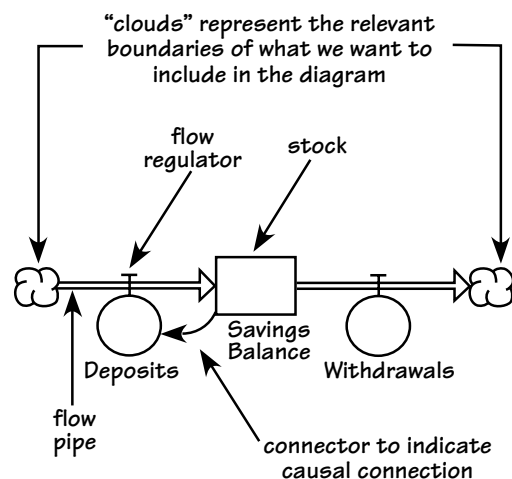 “clouds” represent the relevant
boundaries of what we want to
include in the diagram
flow
regulator
stock
Savings
Balance
Deposits
Withdrawals
flow
pipe
connector to indicate
causal connection